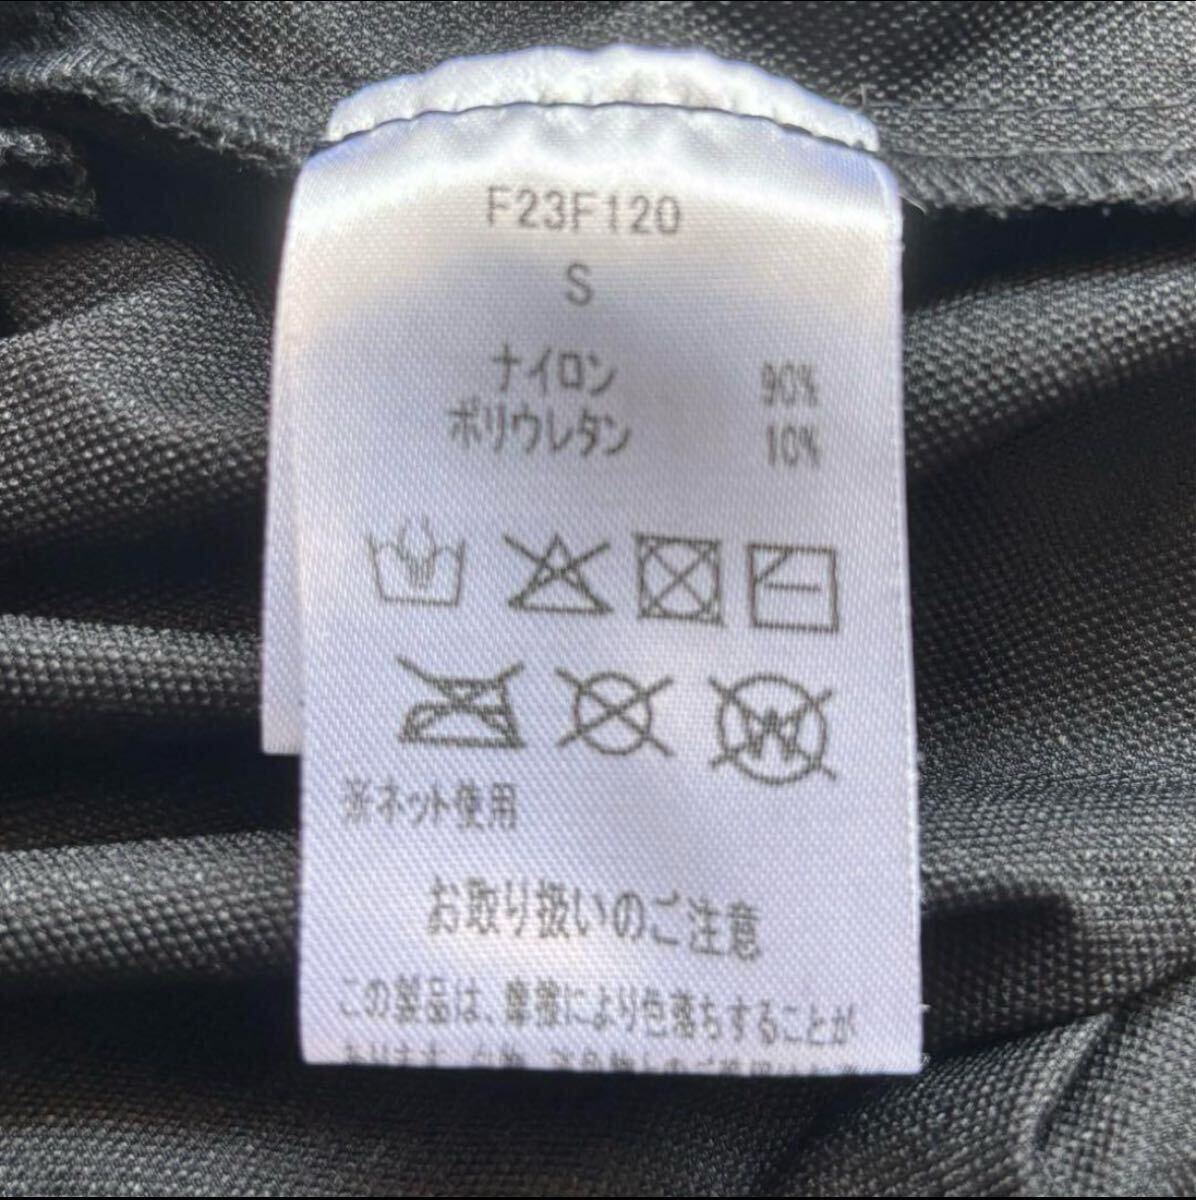 F23F120
S
ナイロン 90%
ポリウレタン 10%
W
※ネット使用
お取り扱いのご注意
この製品は、摩擦により色落ちすることが